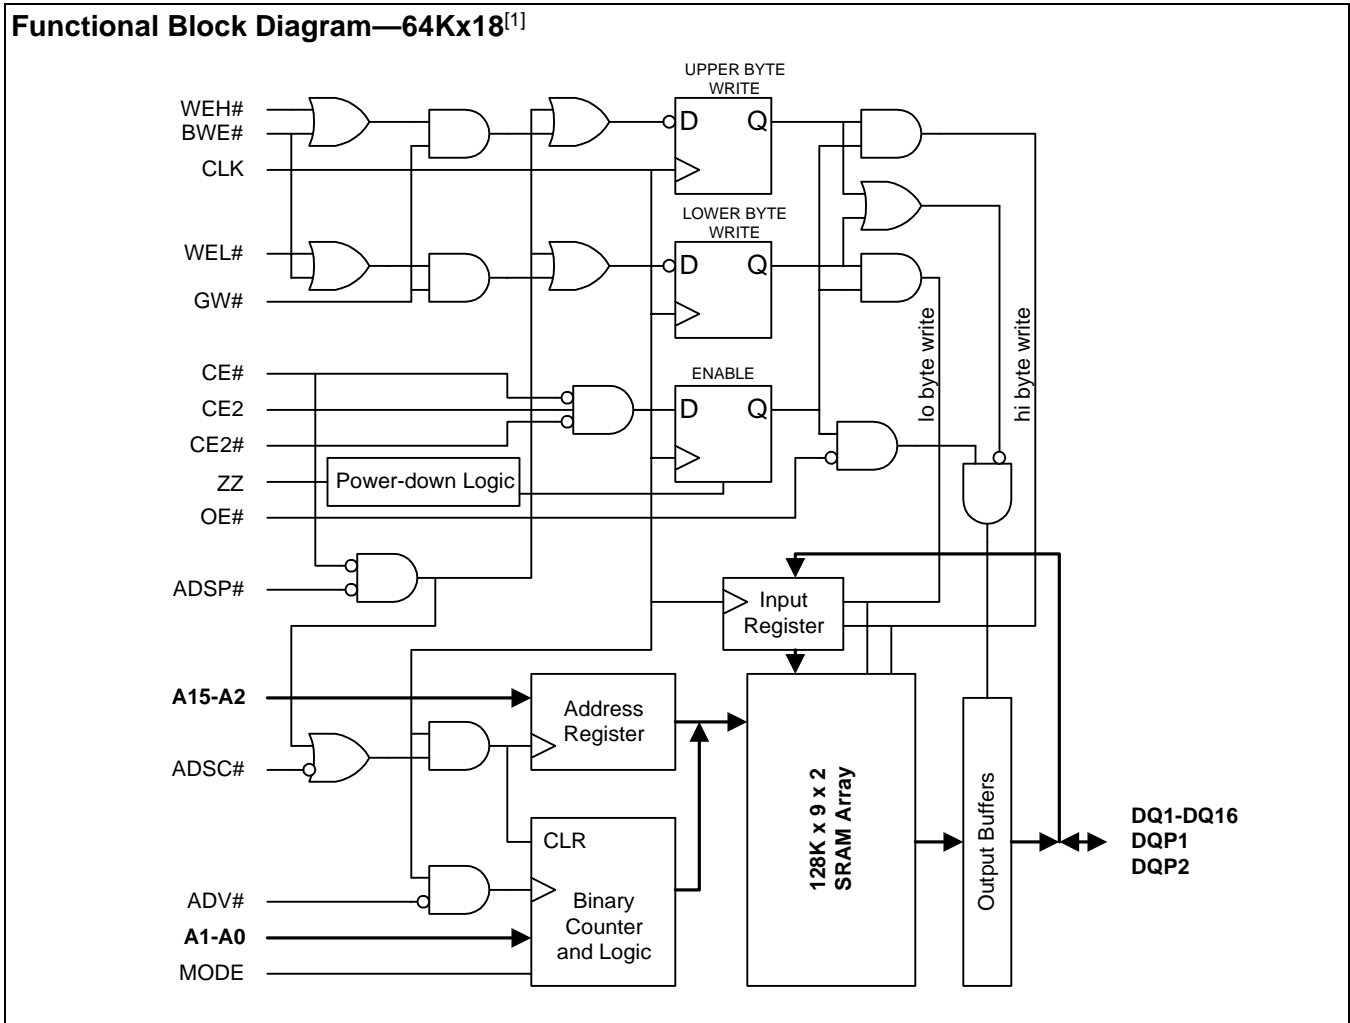 Functional Block Diagram—64Kx18[1]
UPPER BYTE
WRITE
WEH#
BWE#
CLK
D
Q
LOWER BYTE
WRITE
WEL#
GW#
D
Q
lo byte write
hi byte write
CE#
CE2
CE2#
ZZ
OE#
ENABLE
D
Q
Power-down Logic
ADSP#
Input
Register
A15-A2
Address
Register
ADSC#
128K x 9 x 2
SRAM Array
Output Buffers
DQ1-DQ16
DQP1
DQP2
CLR
ADV#
A1-A0
MODE
Binary
Counter
and Logic